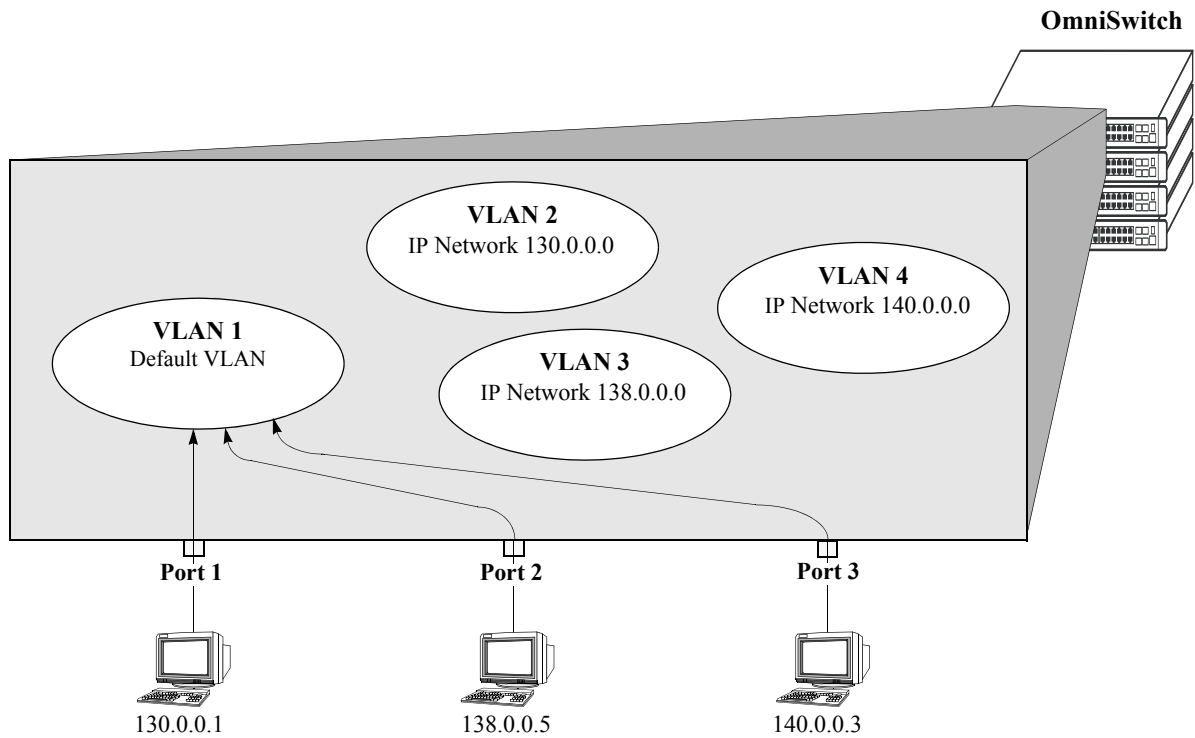 OmniSwitch
VLAN 2
IP Network 130.0.0.0
VLAN 4
IP Network 140.0.0.0
VLAN 1
Default VLAN
VLAN 3
IP Network 138.0.0.0
Port 1
Port 2
Port 3
130.0.0.1
138.0.0.5
140.0.0.3